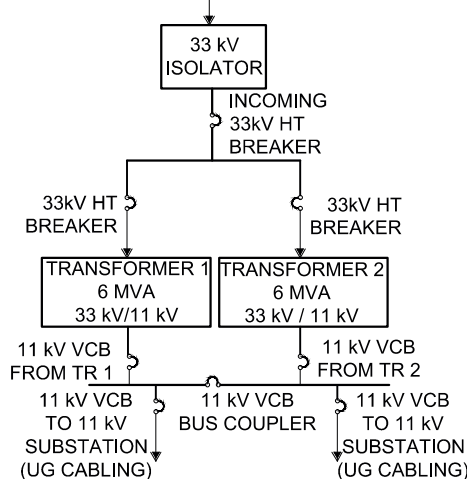 33 kV
ISOLATOR
INCOMING
33kV HT
BREAKER
33kV HT
BREAKER
33kV HT
BREAKER
TRANSFORMER 1
6 MVA
33 kV/11 kV
TRANSFORMER 2
6 MVA
33 kV / 11 kV
11 kV VCB
FROM TR 1
11 kV VCB
FROM TR 2
11 kV VCB
TO 11 kV
SUBSTATION
(UG CABLING)
11 kV VCB
BUS COUPLER
11 kV VCB
TO 11 kV
SUBSTATION
(UG CABLING)